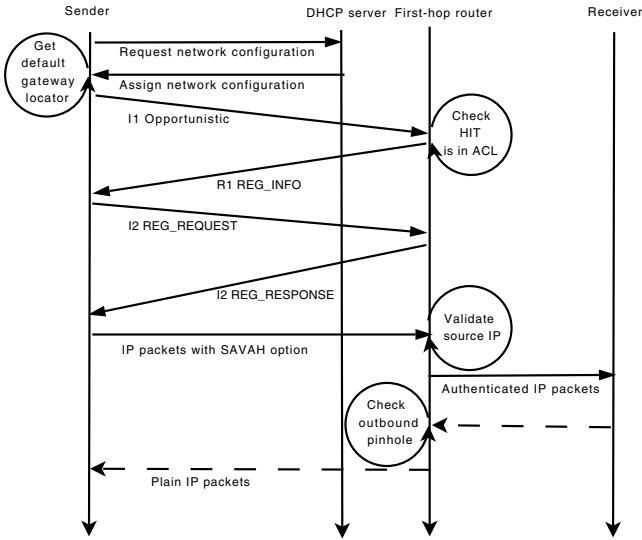 Sender
DHCP server
First-hop router
Receiver
Get
default
gateway
locator
Request network configuration
Assign network configuration
I1 Opportunistic
Check
HIT
is in ACL
R1 REG_INFO
I2 REG_REQUEST
I2 REG_RESPONSE
Validate
source IP
IP packets with SAVAH option
Authenticated IP packets
Check
outbound
pinhole
Plain IP packets